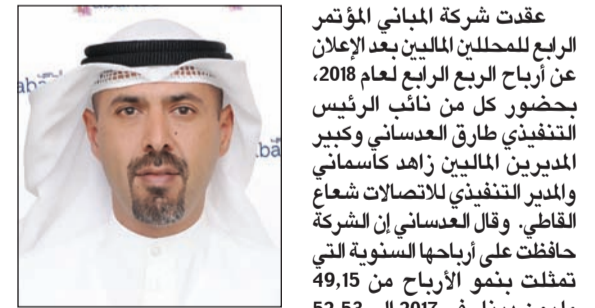 عقدت شركة المباني المؤتمر
الرابع للمحللين الماليين بعد الإعلان
عن أرباح الربع الرابع لعام 2018،
بحضور كل من نائب الرئيس
التنفيذي طارق العدساني وكبير
المديرين الماليين زاهد كاسماني
والمدير التنفيذي للاتصالات شعاع
القاطي. وقال العدساني إن الشركة
حافظت على أرباحها السنوية التي
تمثلت بنمو الأرباح من 49,15